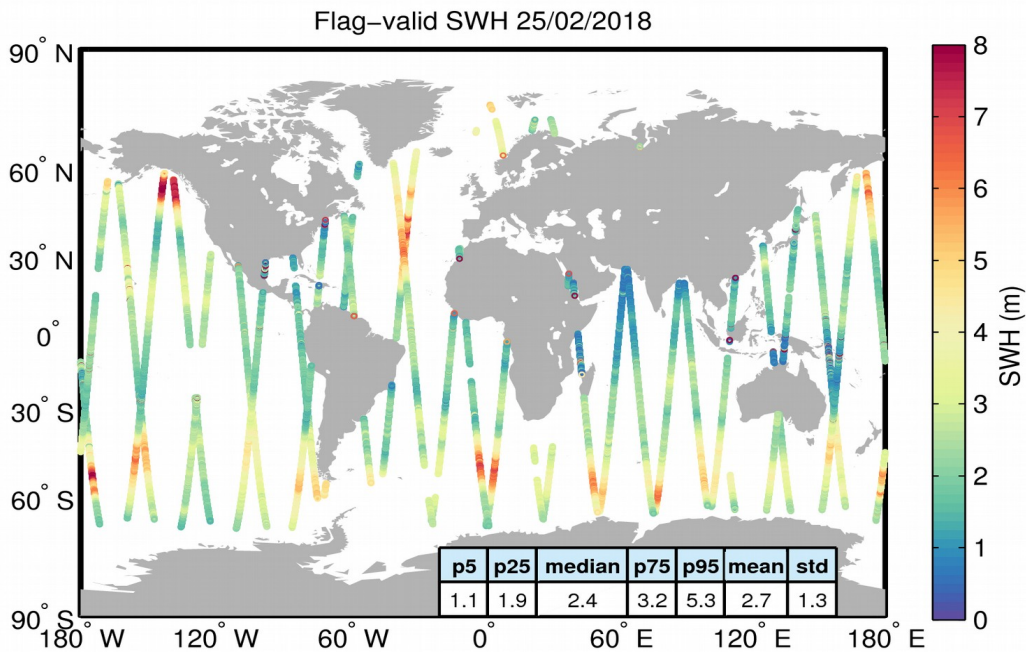 Flag−valid SWH 25/02/2018
90° N
60° N
30° N
0°
30° S
60° S
90° S
180° W
120° W
60° W
0°
60° E
120° E
180° E
p5 p25 median p75 p95 mean std
1.1 1.9 2.4 3.2 5.3 2.7 1.3
8
7
6
5
4
3
2
1
0
SWH (m)